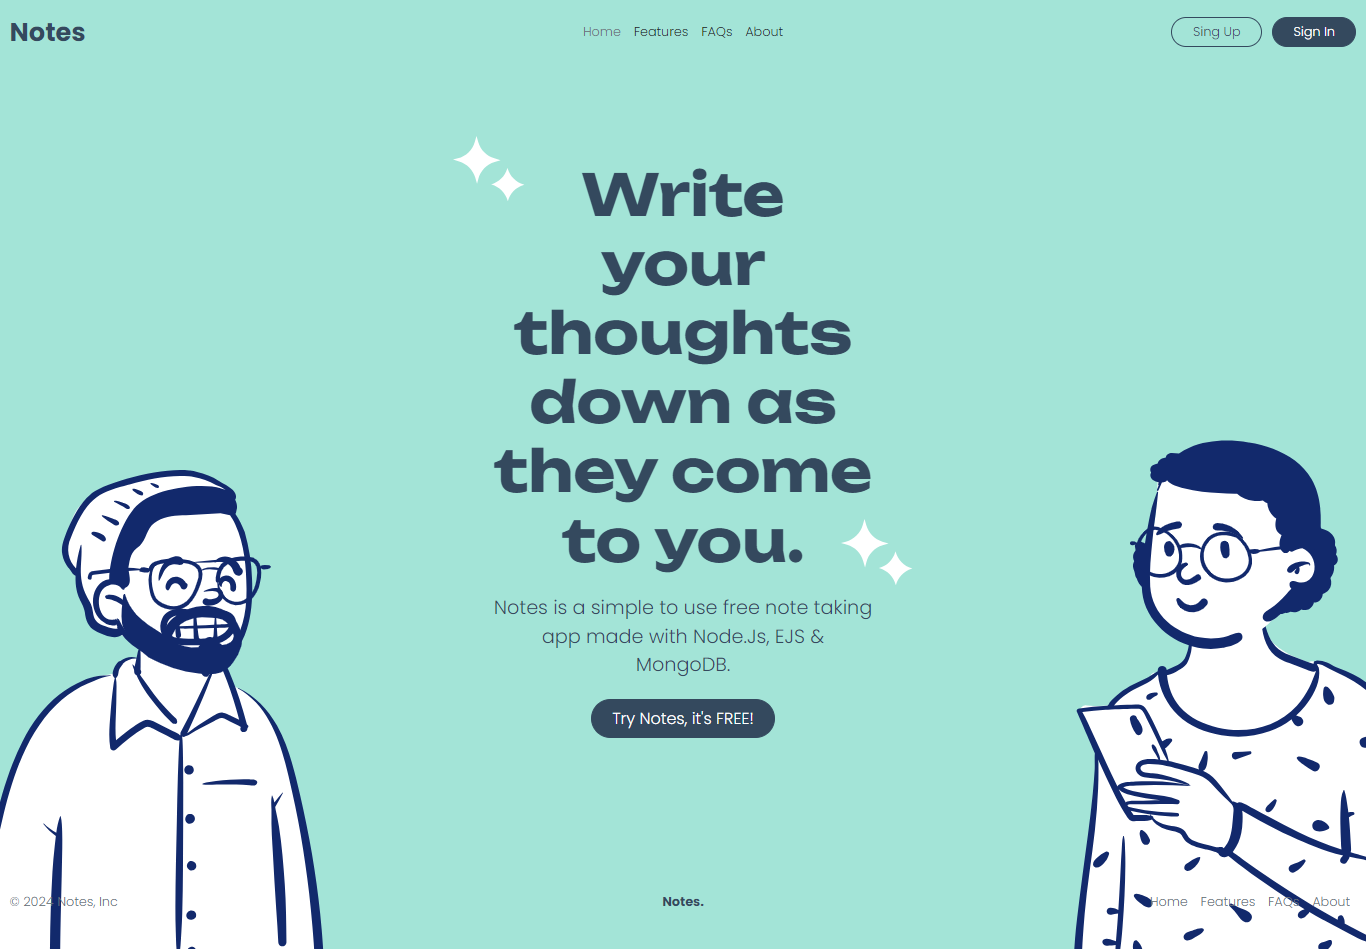 Notes
Home Features FAQs About
Sing Up
Sign In
Write
your
thoughts
down as
they come
to you.
Notes is a simple to use free note taking
app made with Node.Js, EJS &
MongoDB.
Try Notes, it's FREE!
© 2024 Notes, Inc
Notes.
Home Features FAQs About